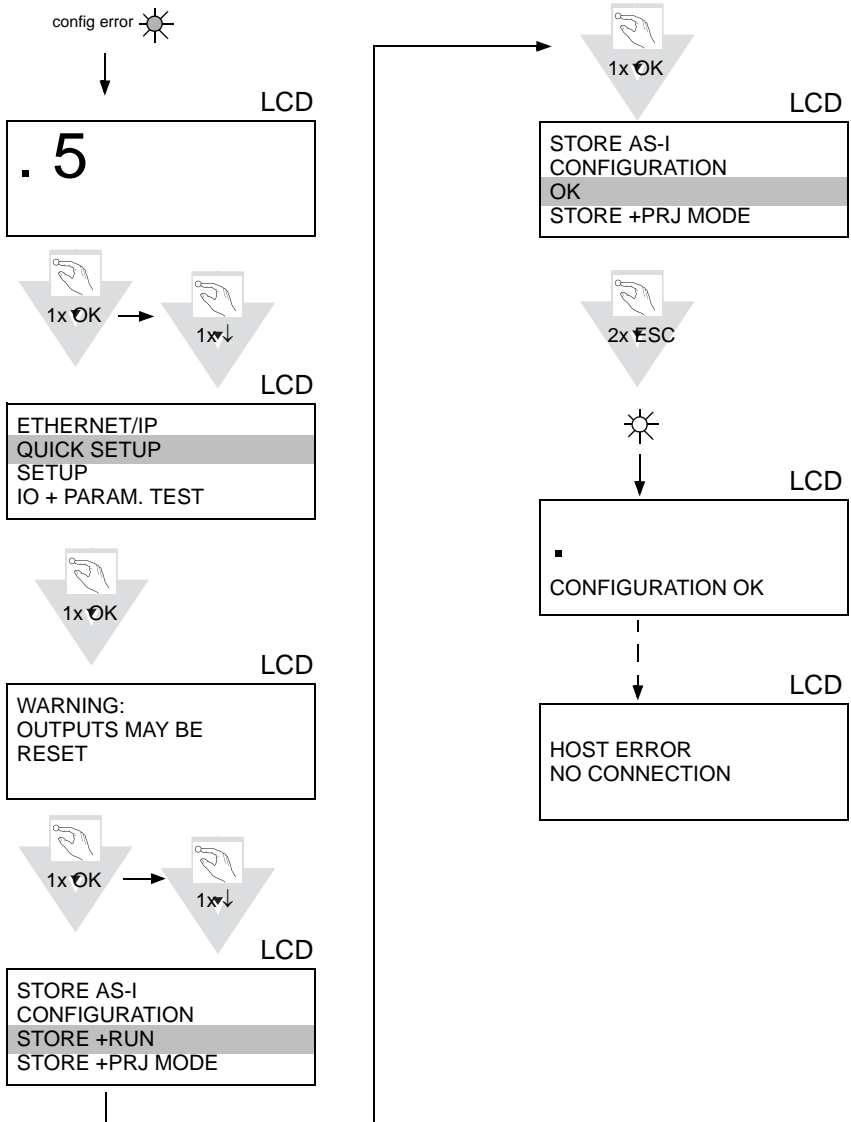 config error
LCD
. 5
1x OK
1x ↓
LCD
ETHERNET/IP
QUICK SETUP
SETUP
IO + PARAM. TEST
1x OK
LCD
WARNING:
OUTPUTS MAY BE
RESET
1x OK
1x ↓
LCD
STORE AS-I
CONFIGURATION
STORE +RUN
STORE +PRJ MODE
1x OK
LCD
STORE AS-I
CONFIGURATION
OK
STORE +PRJ MODE
2x ESC
LCD
.
CONFIGURATION OK
LCD
HOST ERROR
NO CONNECTION